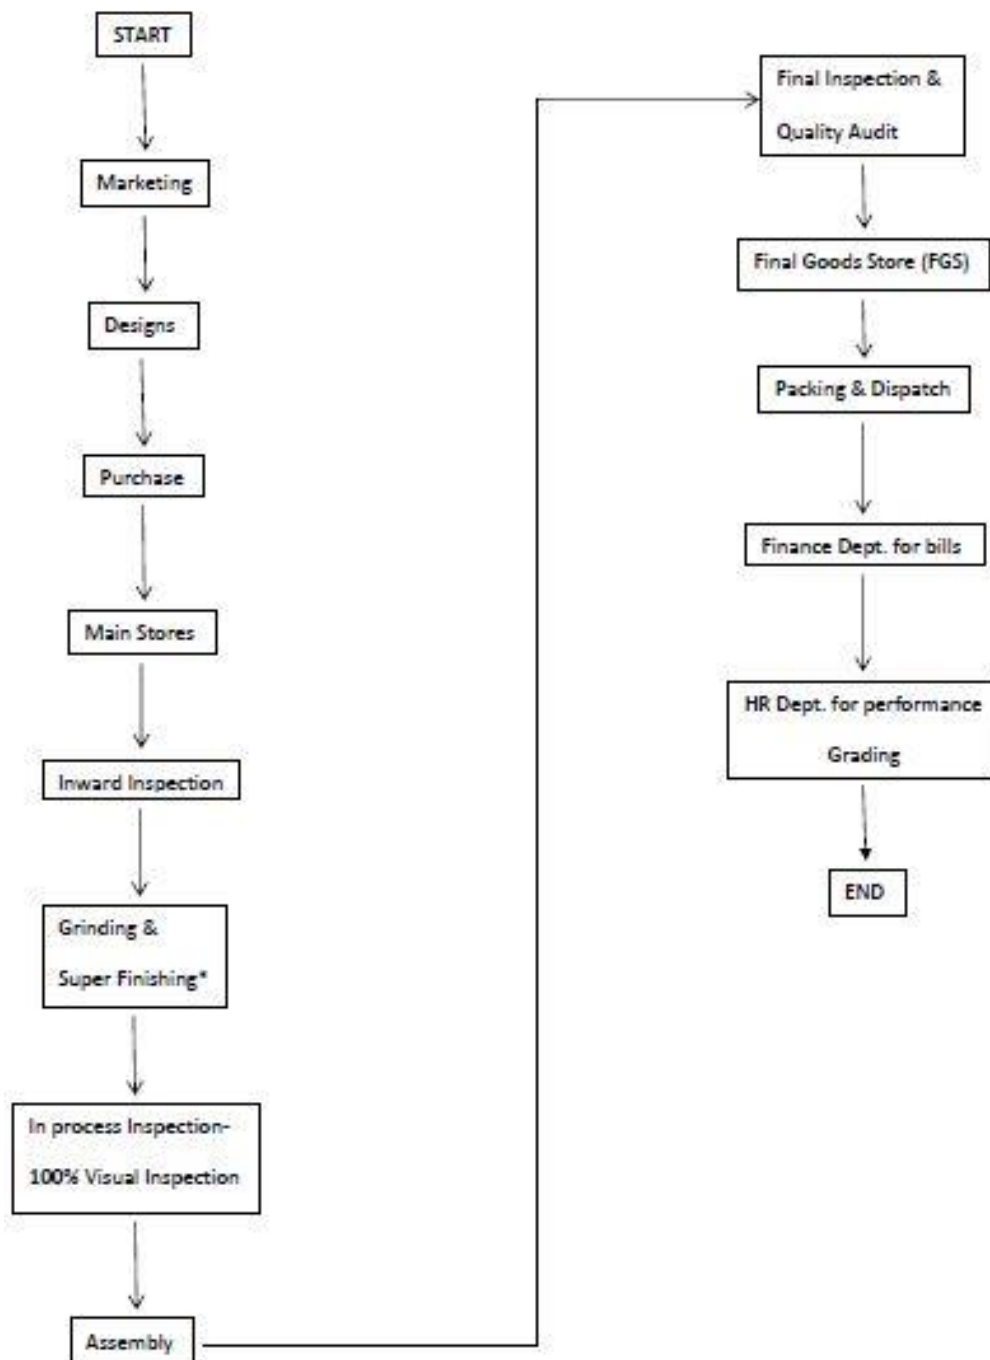 START
Marketing
Designs
Purchase
Main Stores
Inward Inspection
Grinding &
Super Finishing*
In process Inspection-
100% Visual Inspection
Assembly
Final Inspection &
Quality Audit
Final Goods Store (FGS)
Packing & Dispatch
Finance Dept. for bills
HR Dept. for performance
Grading
END